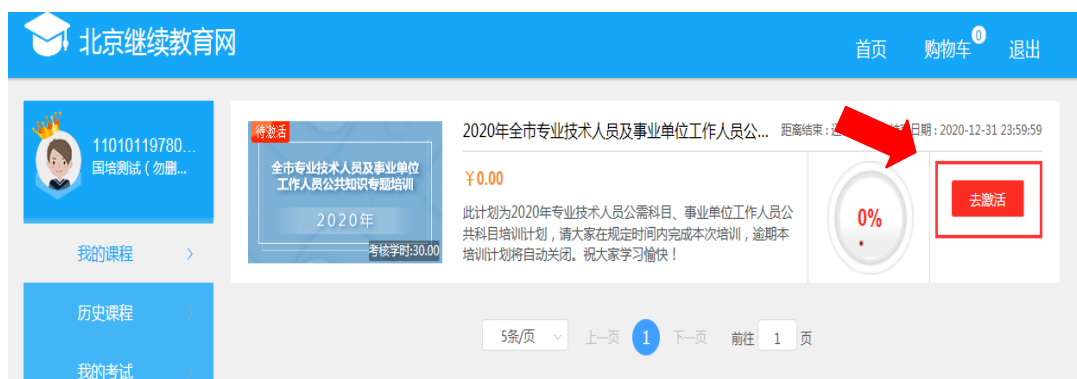 北京继续教育网
首页 购物车 0 退出
11010119780...
国培测试（勿删...
我的课程
历史课程
我的考试
待激活
全市专业技术人员及事业单位
工作人员公共知识专题培训
2020年
考核学时:30.00
2020年全市专业技术人员及事业单位工作人员公...
距离结束：
日期：2020-12-31 23:59:59
￥0.00
此计划为2020年专业技术人员公需科目、事业单位工作人员公
共科目培训计划，请大家在规定时间内完成本次培训，逾期本
培训计划将自动关闭。祝大家学习愉快！
0%
去激活
5条/页 上一页 1 下一页 前往 1 页